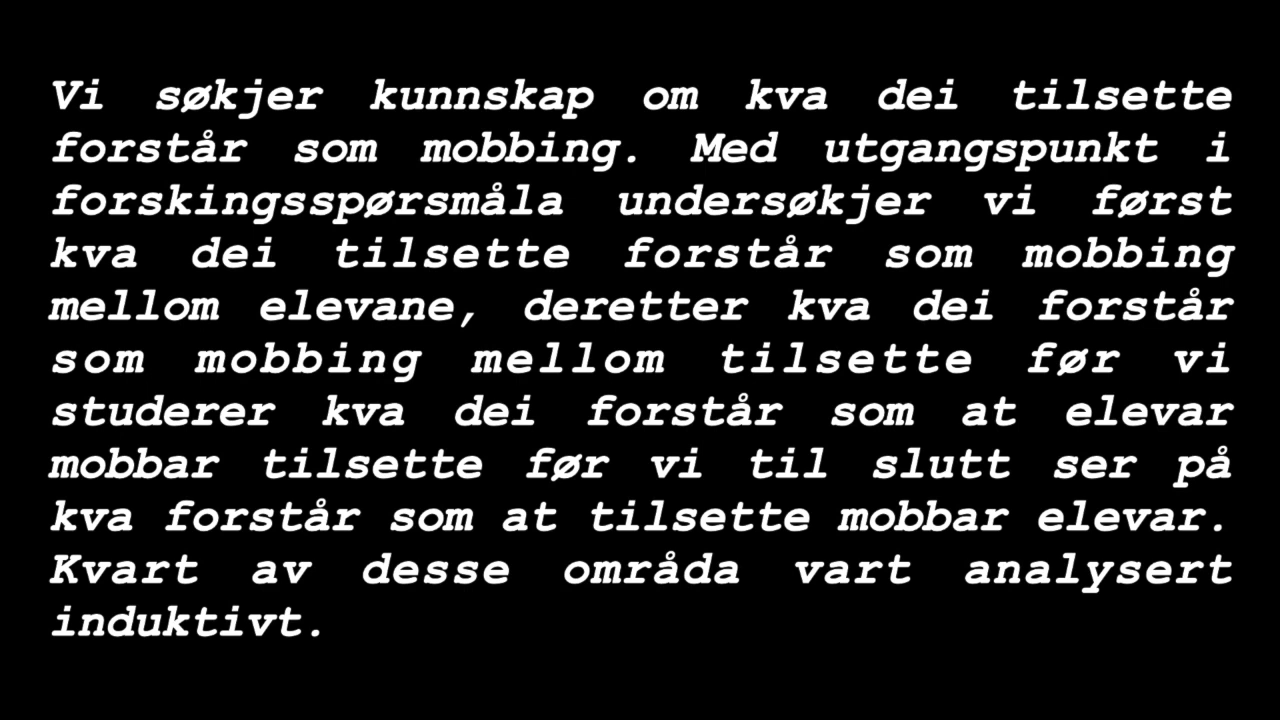 Vi søkjer kunnskap om kva dei tilsette
forstår som mobbing. Med utgangspunkt i
forskingsspørsmåla undersøkjer vi først
kva dei tilsette forstår som mobbing
mellom elevane, deretter kva dei forstår
som mobbing mellom tilsette før vi
studerer kva dei forstår som at elevar
mobbar tilsette før vi til slutt ser på
kva forstår som at tilsette mobbar elevar.
Kvart av desse områda vart analysert
induktivt.